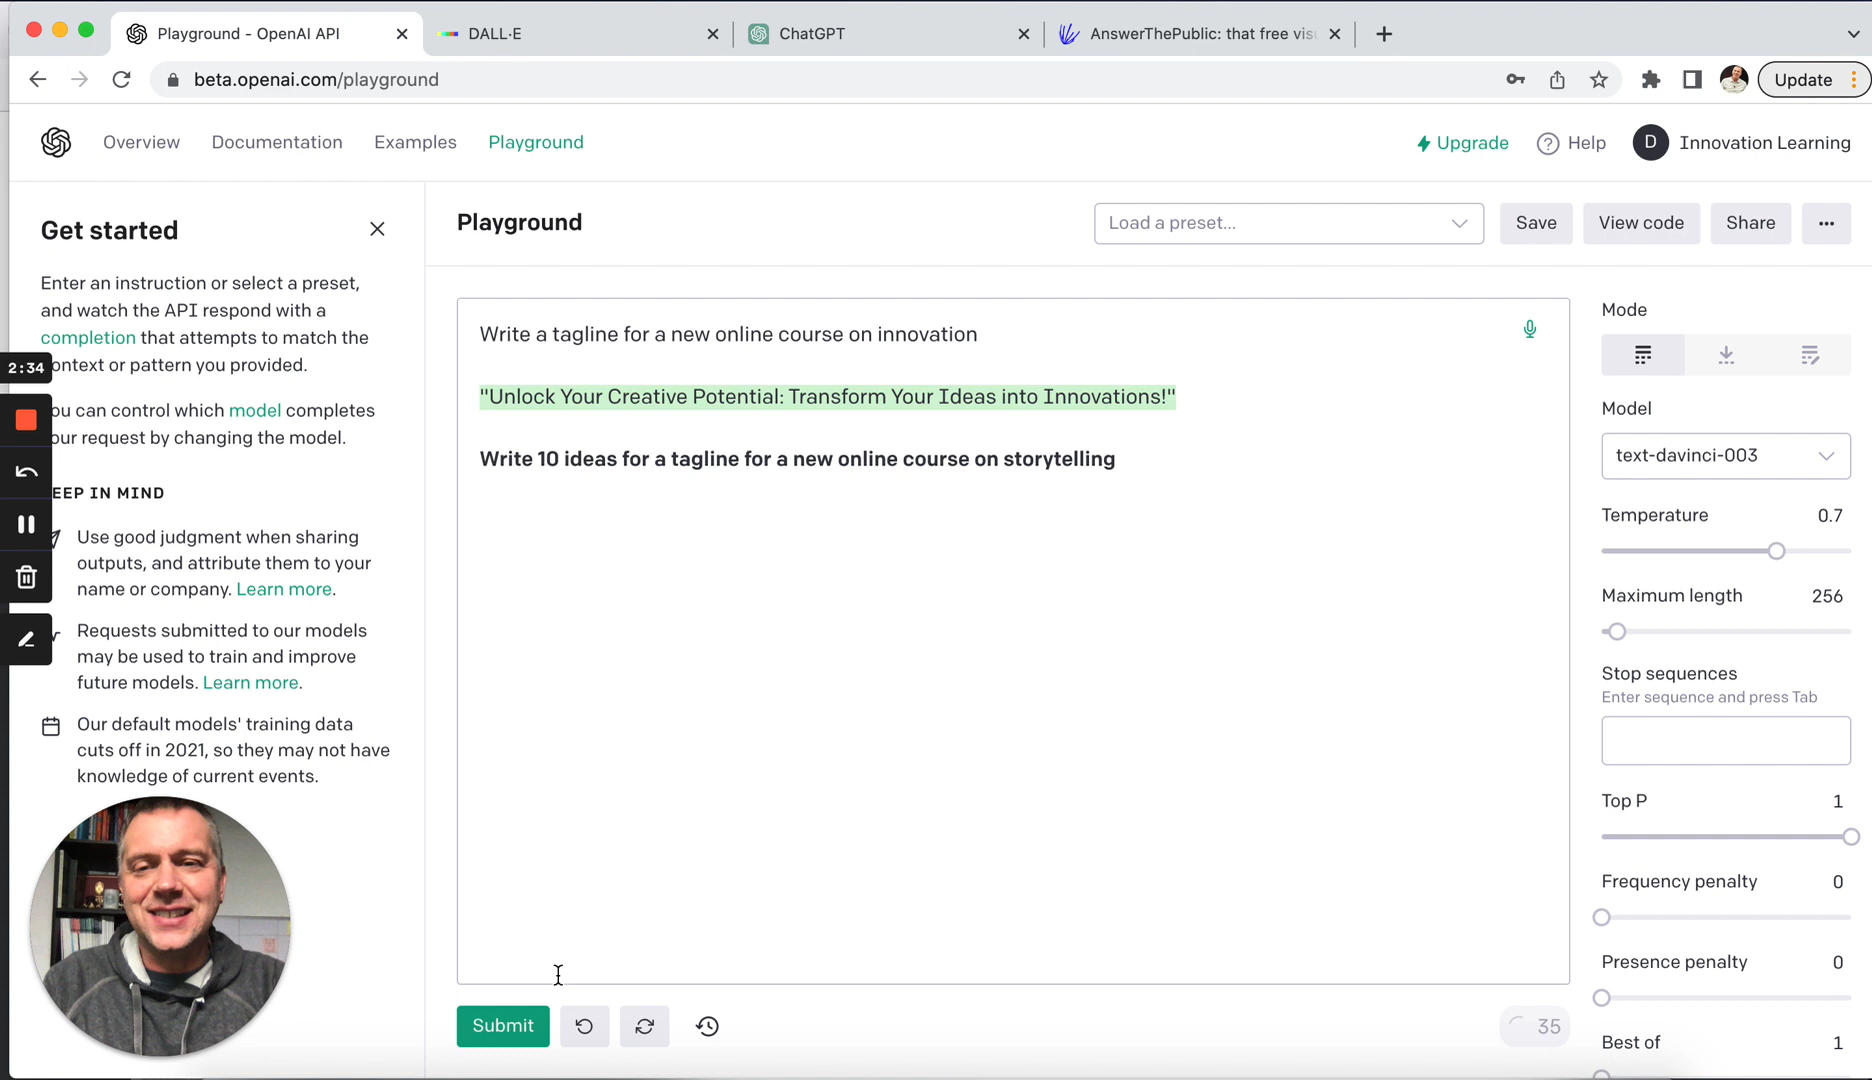 Playground - OpenAI API
DALL·E
ChatGPT
AnswerThePublic: that free vis
beta.openai.com/playground
Update
Overview
Documentation
Examples
Playground
Upgrade
Help
D
Innovation Learning
Get started
Playground
Load a preset...
Save
View code
Share
Enter an instruction or select a preset,
and watch the API respond with a
completion that attempts to match the
context or pattern you provided.
2:34
You can control which model completes
your request by changing the model.
KEEP IN MIND
Use good judgment when sharing
outputs, and attribute them to your
name or company. Learn more.
Requests submitted to our models
may be used to train and improve
future models. Learn more.
Our default models' training data
cuts off in 2021, so they may not have
knowledge of current events.
Write a tagline for a new online course on innovation
"Unlock Your Creative Potential: Transform Your Ideas into Innovations!"
Write 10 ideas for a tagline for a new online course on storytelling
Submit
35
Mode
Model
text-davinci-003
Temperature
0.7
Maximum length
256
Stop sequences
Enter sequence and press Tab
Top P
1
Frequency penalty
0
Presence penalty
0
Best of
1